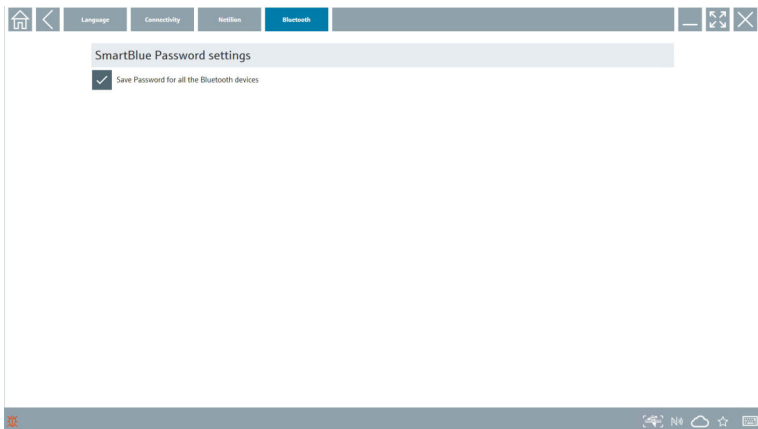 Language Connectivity Netilion Bluetooth
SmartBlue Password settings
Save Password for all the Bluetooth devices